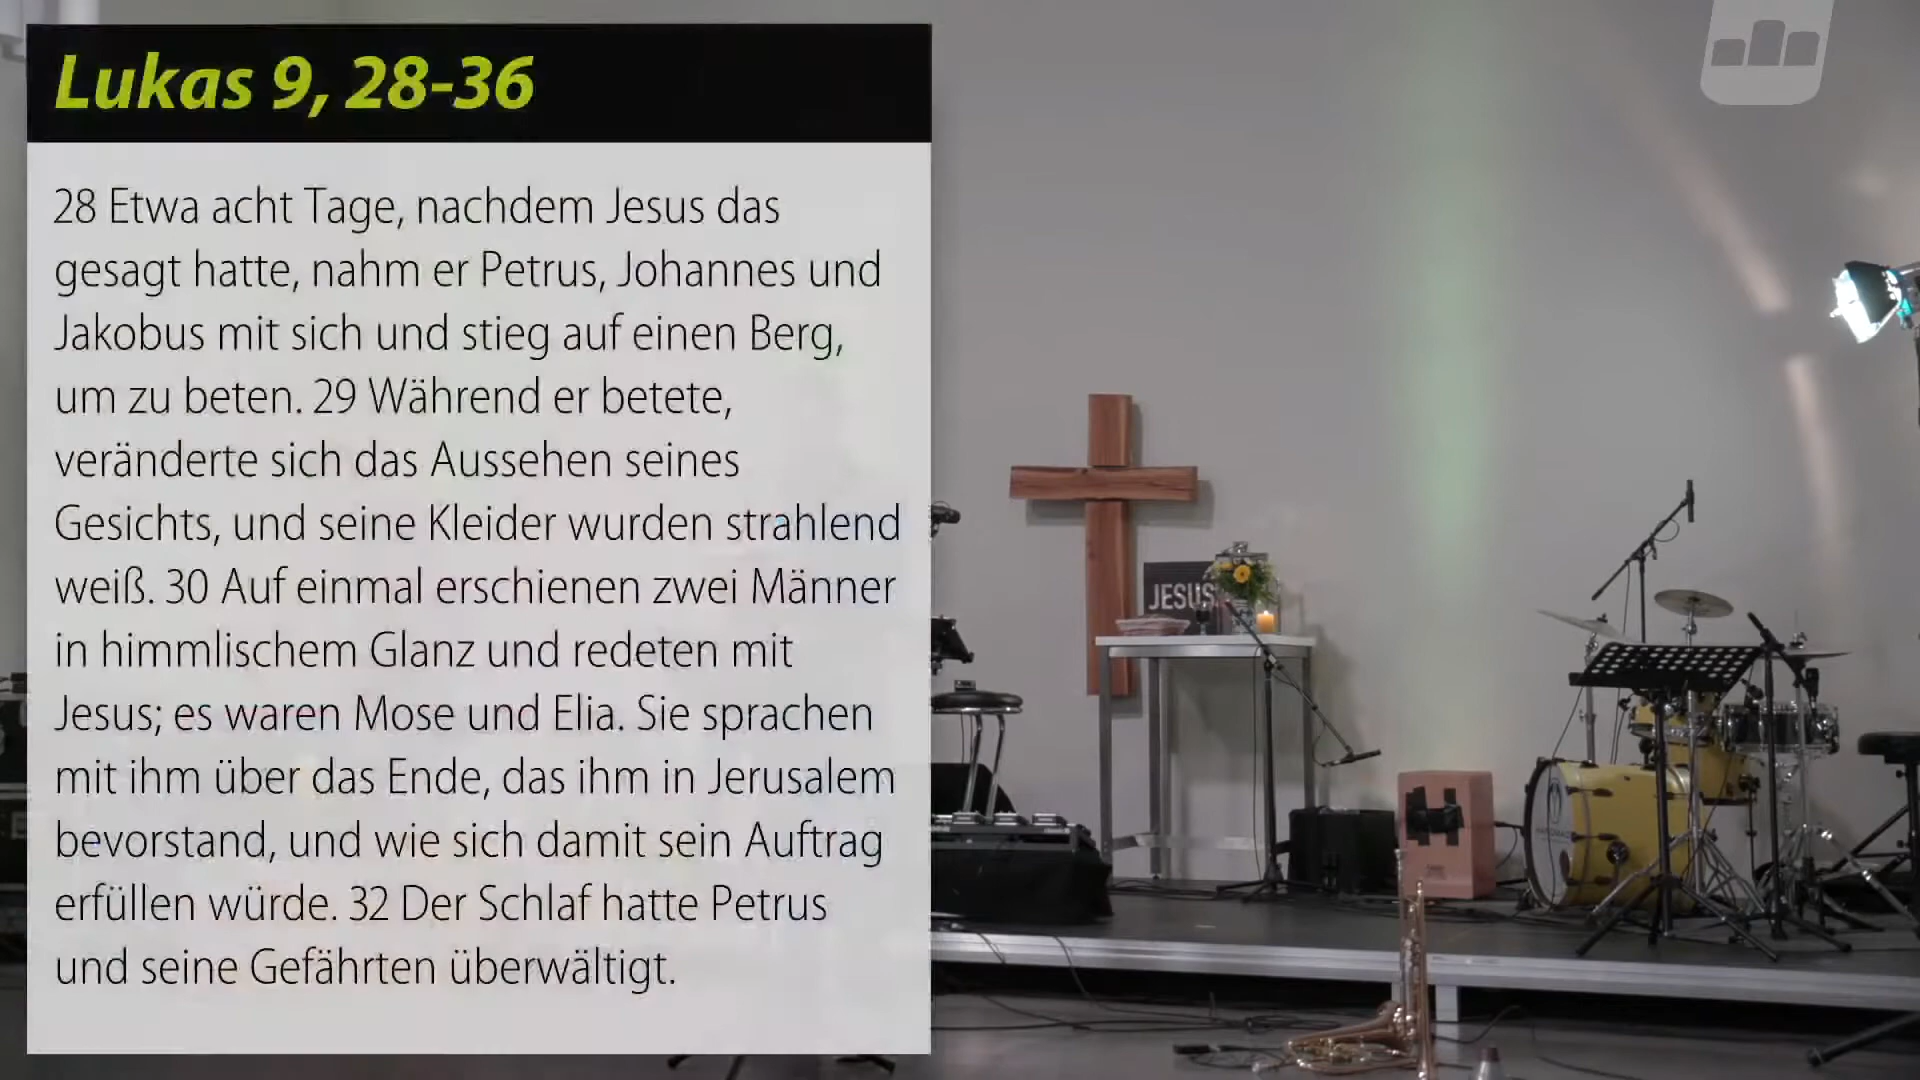 Lukas 9, 28-36
28 Etwa acht Tage, nachdem Jesus das
gesagt hatte, nahm er Petrus, Johannes und
Jakobus mit sich und stieg auf einen Berg,
um zu beten. 29 Während er betete,
veränderte sich das Aussehen seines
Gesichts, und seine Kleider wurden strahlend
weiß. 30 Auf einmal erschienen zwei Männer
in himmlischem Glanz und redeten mit
Jesus; es waren Mose und Elia. Sie sprachen
mit ihm über das Ende, das ihm in Jerusalem
bevorstand, und wie sich damit sein Auftrag
erfüllen würde. 32 Der Schlaf hatte Petrus
und seine Gefährten überwältigt.
JESUS